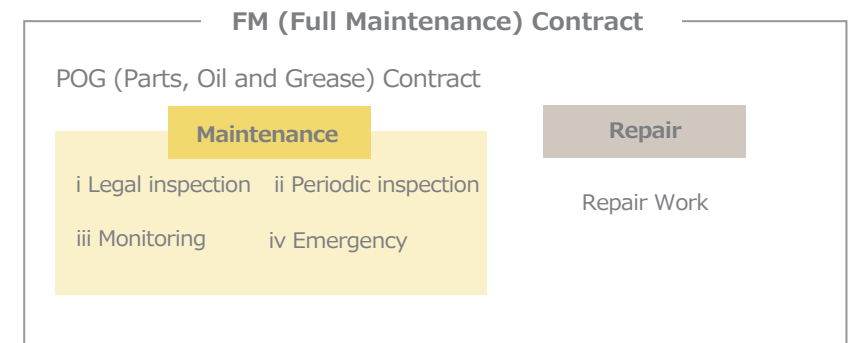 FM (Full Maintenance) Contract
POG (Parts, Oil and Grease) Contract
Maintenance
Repair
i Legal inspection ii Periodic inspection
Repair Work
iii Monitoring iv Emergency